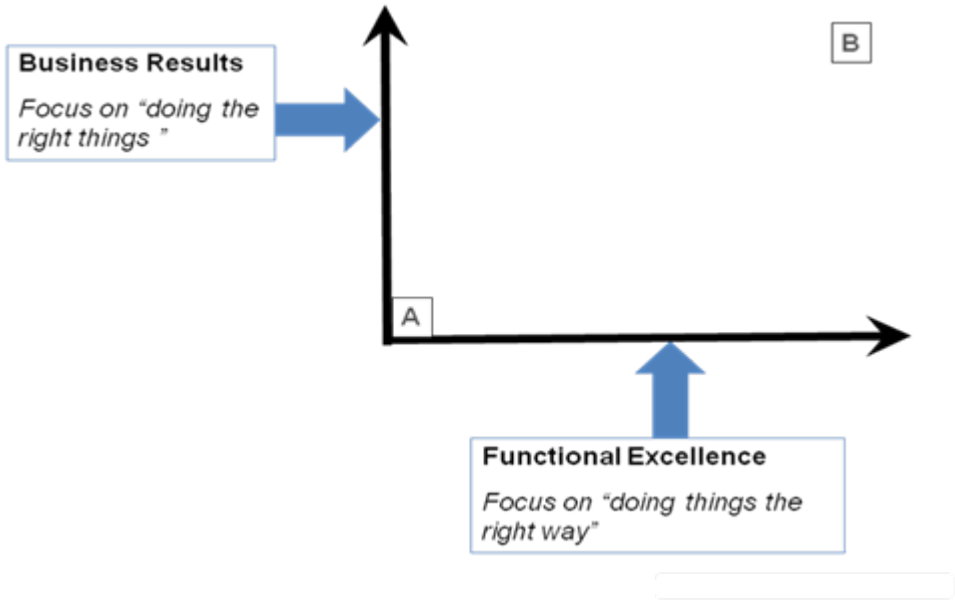 Business Results
Focus on “doing the
right things ”
B
A
Functional Excellence
Focus on “doing things the
right way”